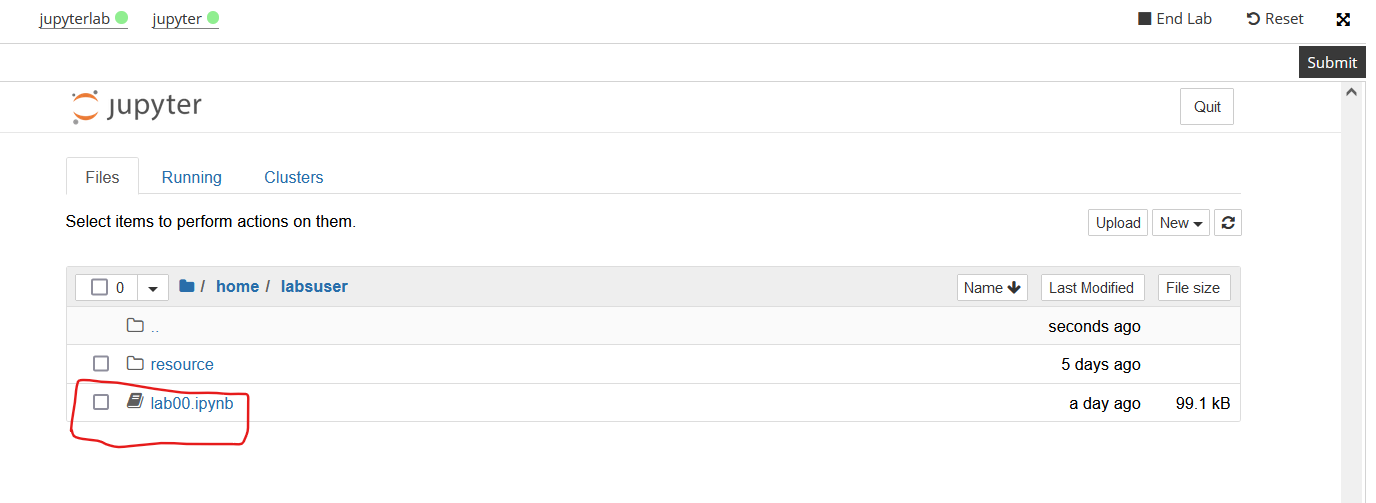 jupyterlab jupyter End Lab Reset
Submit
jupyter Quit
Files Running Clusters
Select items to perform actions on them. Upload New
0 / home / labsuser Name Last Modified File size
.. seconds ago
resource 5 days ago
lab00.ipynb a day ago 99.1 kB